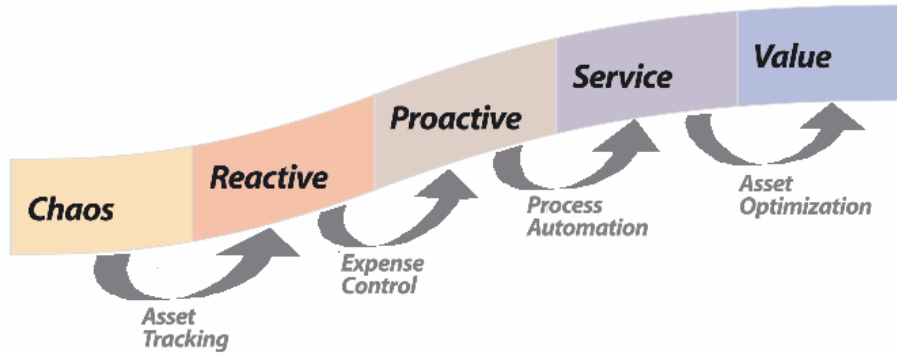 Chaos
Reactive
Proactive
Service
Value
Asset
Tracking
Expense
Control
Process
Automation
Asset
Optimization